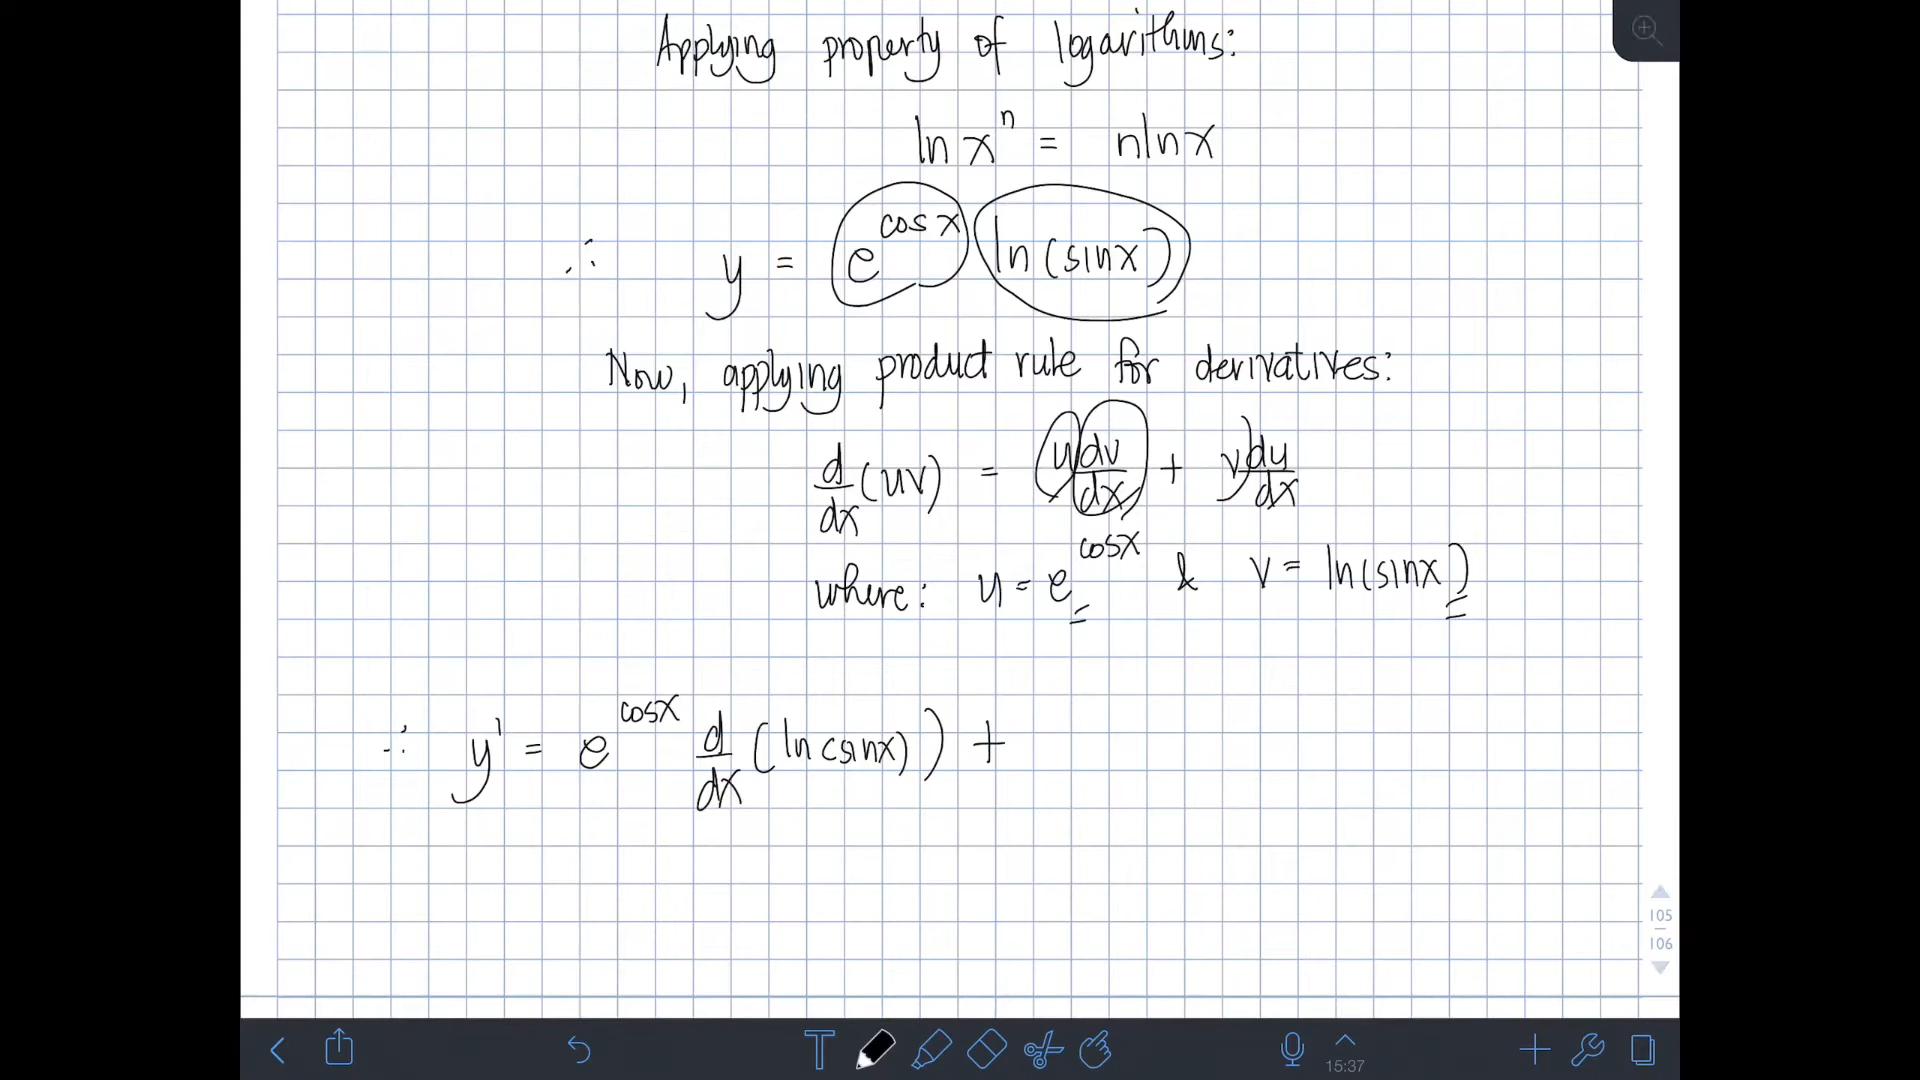 Applying property of logarithms:
ln xⁿ = n ln x
∴ y = e^(cos x) ln (sin x)
Now, applying product rule for derivatives:
d/dx (uv) = u dv/dx + v du/dx
where: u = e^(cos x) & v = ln (sin x)
∴ y' = e^(cos x) d/dx (ln (sin x)) +
105
106
T
15:37